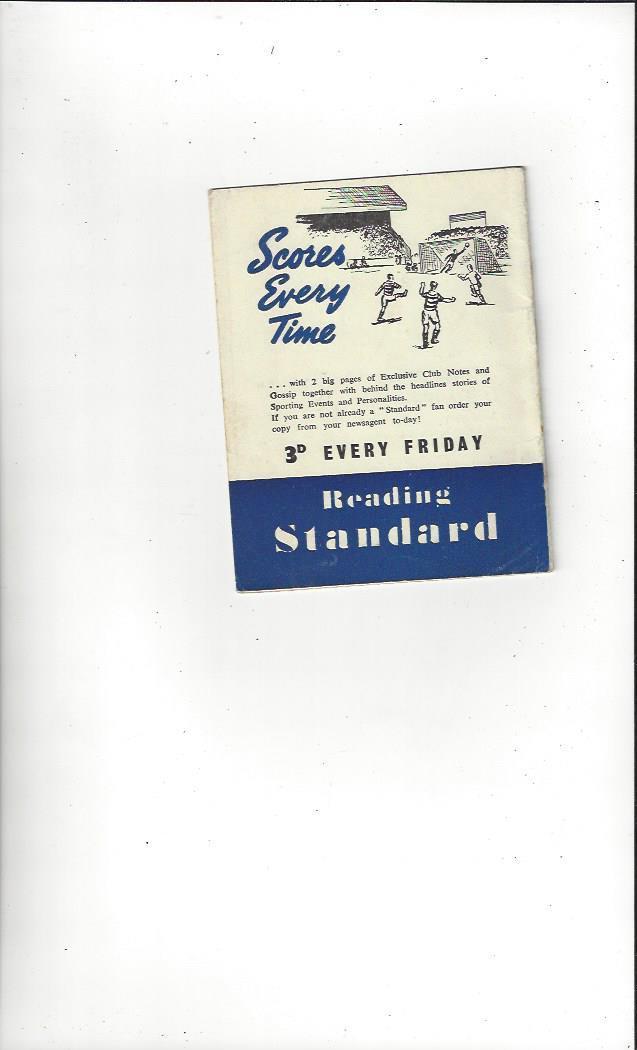 Scores
Every
Time
... with 2 big pages of Exclusive Club Notes and
Gossip together with behind the headlines stories of
Sporting Events and Personalities.
If you are not already a "Standard" fan order your
copy from your newsagent to-day!
3D EVERY FRIDAY
Reading
Standard